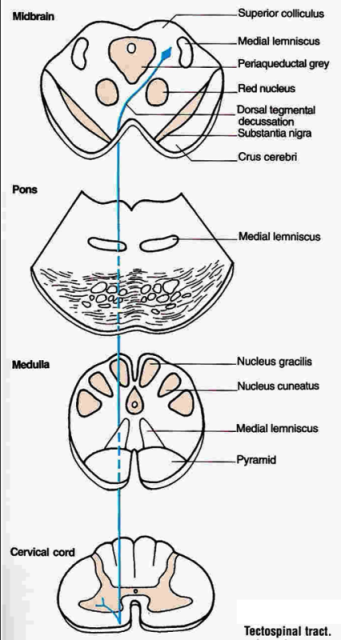 Midbrain
Superior colliculus
Medial lemniscus
Periaqueductal grey
Red nucleus
Dorsal tegmental
decussation
Substantia nigra
Crus cerebri
Pons
Medial lemniscus
Medulla
Nucleus gracilis
Nucleus cuneatus
Medial lemniscus
Pyramid
Cervical cord
Tectospinal tract.